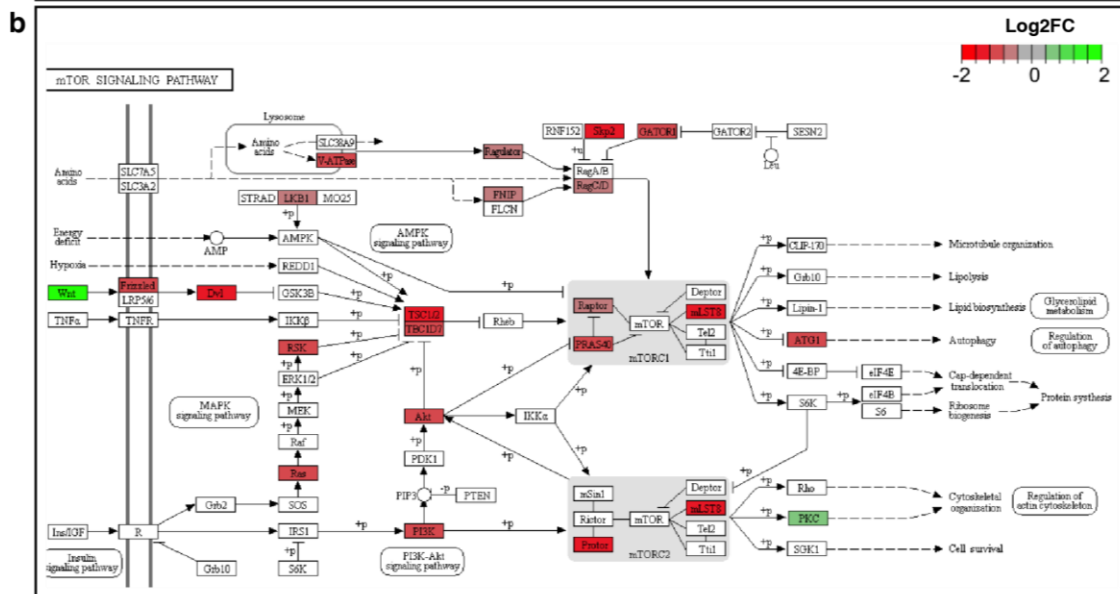 b
Log2FC
-2 0 2
mTOR SIGNALING PATHWAY
Lysosome
Amino acids
SLC38A9
V-ATPase
Ragulator
RNF152
Skp2
GATOR1
GATOR2
SESN2
+u
Leu
Amino acids
SLC7A5
SLC3A2
RagA/B
RagC/D
FNIP
FLCN
STRAD
LKB1
MO25
+p
Energy deficit
AMP
AMPK
AMPK signaling pathway
Hypoxia
REDD1
+p
+p
+p
Wnt
Frizzled
LRP5/6
Dvl
GSK3B
+p
TNFα
TNFR
IKKβ
+p
TSC1/2
TBC1D7
Rheb
RSK
+p
+p
ERK1/2
+p
+p
MEK
+p
Raf
Ras
SOS
Grb2
MAPK signaling pathway
Akt
+p
PDK1
PIP3
-p
PTEN
IKKα
+p
+p
+p
+p
Raptor
PRAS40
mTOR
Deptor
mLST8
Tel2
Tti1
mTORC1
+p
CLIP-170
Microtubule organization
+p
Grb10
Lipolysis
+p
Lipin-1
Lipid biosynthesis
Glycerolipid metabolism
+p
ATG1
Autophagy
Regulation of autophagy
+p
4E-BP
eIF4E
Cap-dependent translocation
+p
S6K
+p
eIF4B
S6
Ribosome biogenesis
Protein systhesis
+p
mSin1
Rictor
Protor
mTOR
Deptor
mLST8
Tel2
Tti1
mTORC2
+p
Rho
+p
PKC
Cytoskeletal organization
Regulation of actin cytoskeleton
+p
SGK1
Cell survival
Ins/IGF
R
IRS1
+p
PI3K
+p
+p
S6K
Grb10
Insulin signaling pathway
PI3K-Akt signaling pathway